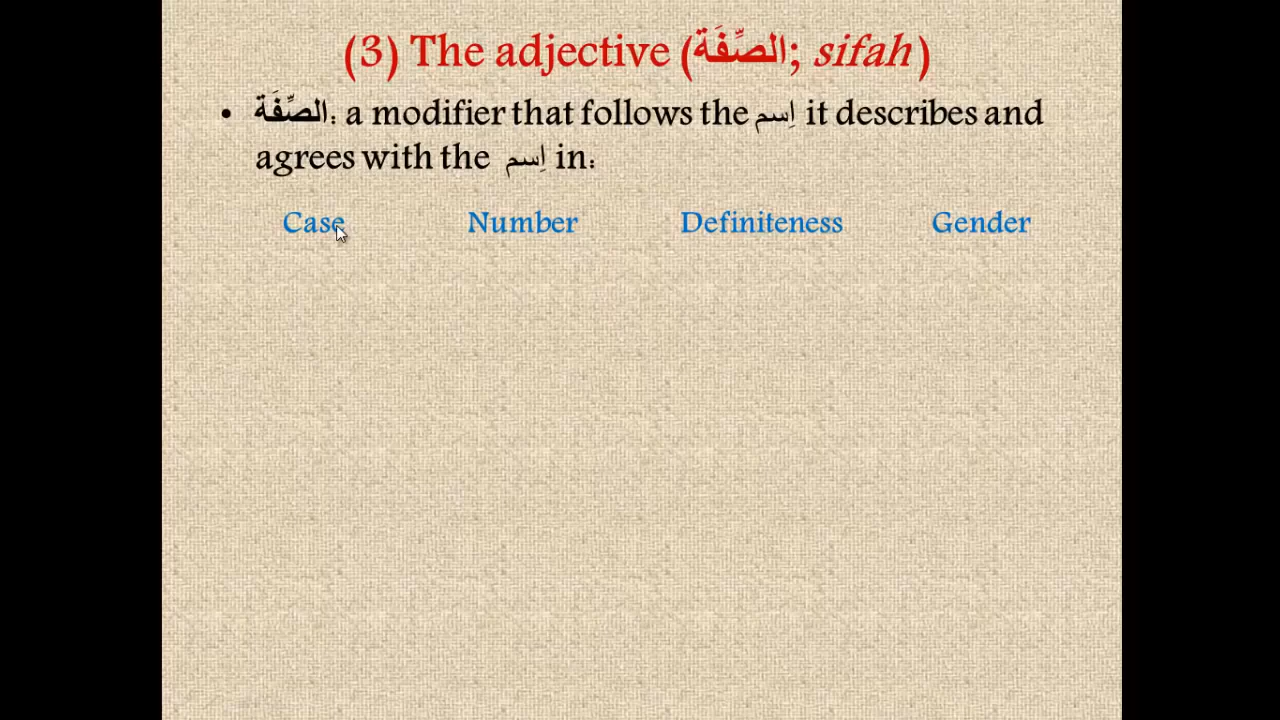 (3) The adjective (الصِّفَة; sifah)
• الصِّفَة: a modifier that follows the اِسم it describes and
agrees with the اِسم in:
Case Number Definiteness Gender